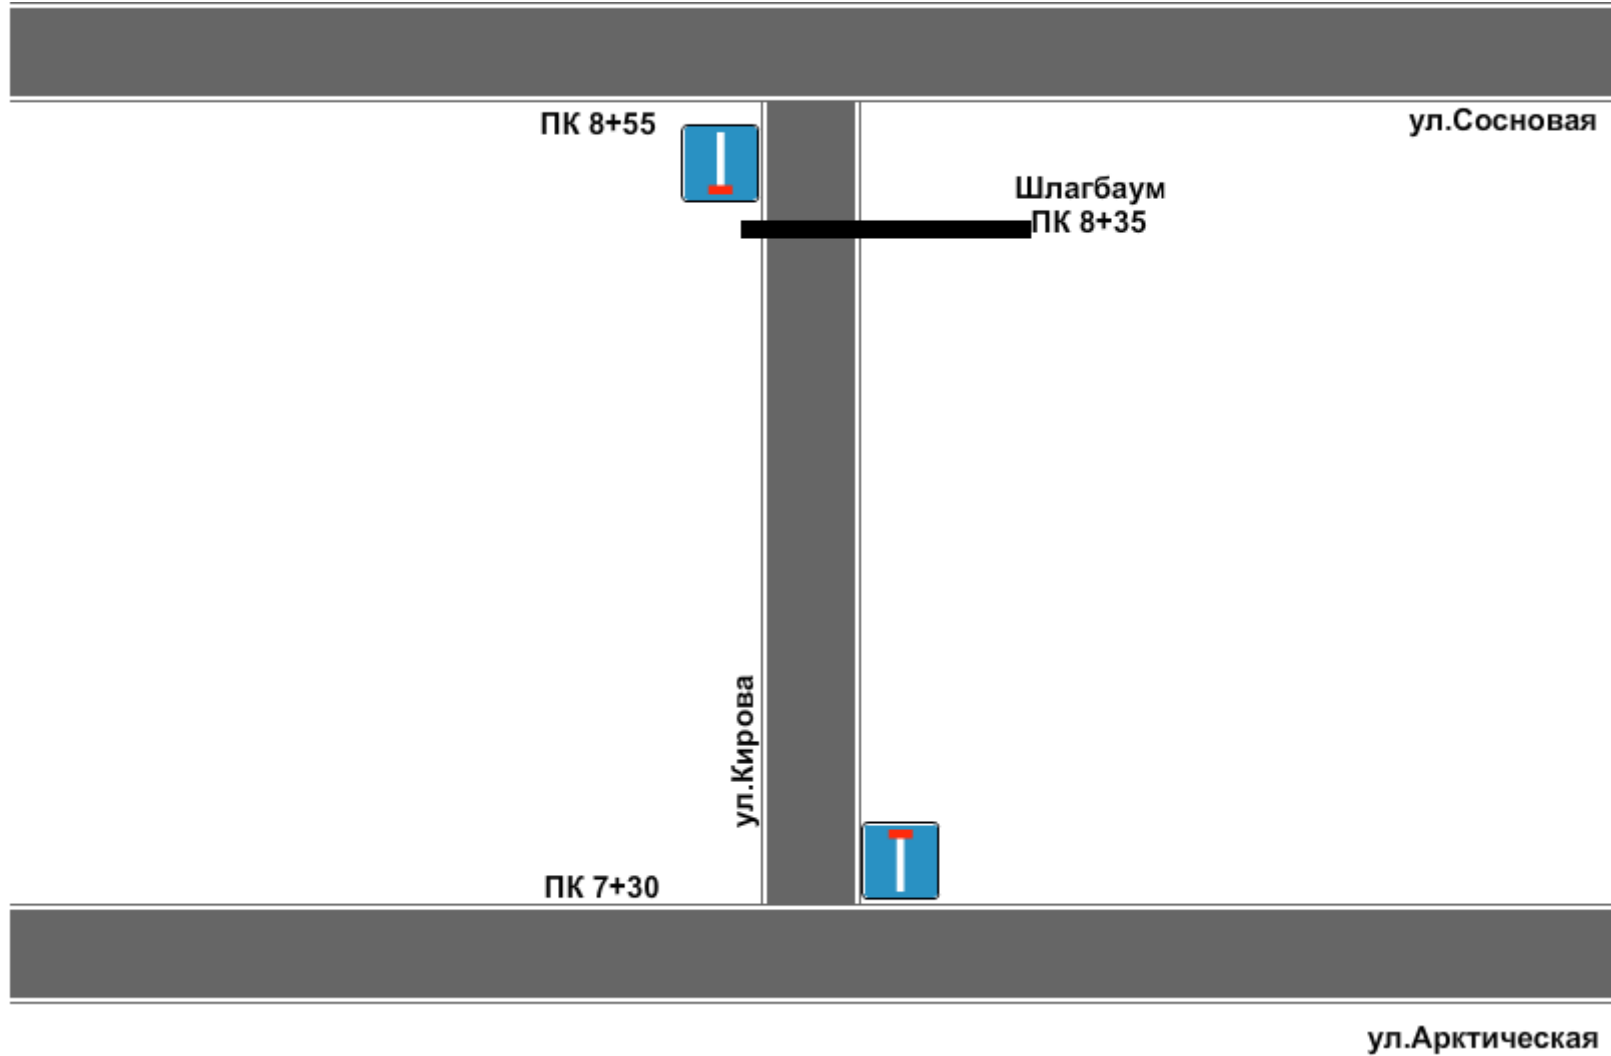 ПК 8+55
ул.Сосновая
Шлагбаум
ПК 8+35
ул.Кирова
ПК 7+30
ул.Арктическая